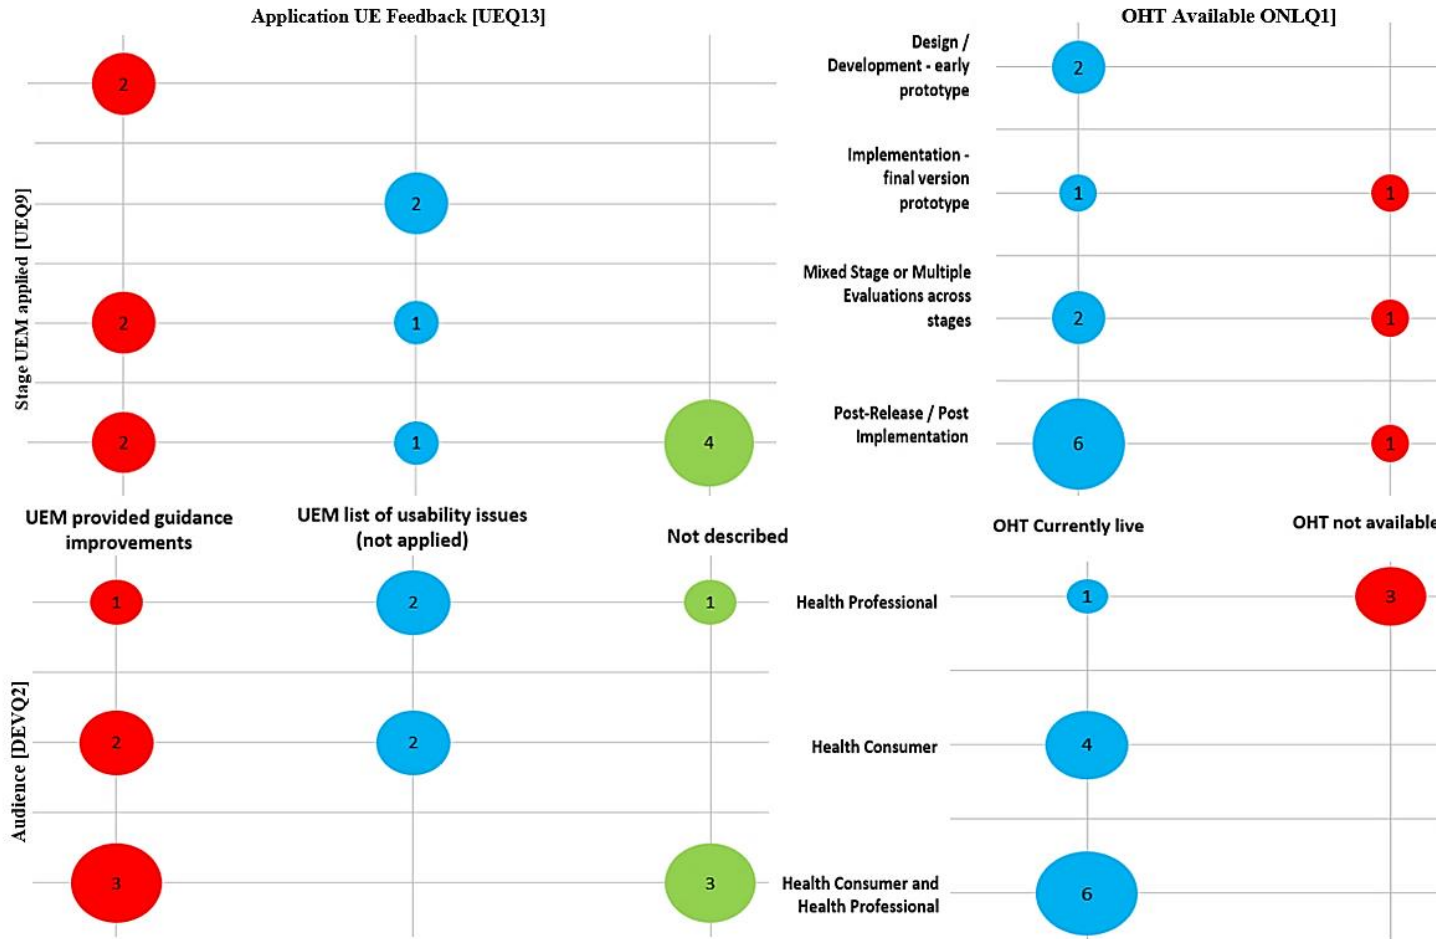 Application UE Feedback [UEQ13]
OHT Available ONLQ1]
Stage UEM applied [UEQ9]
2
Design /
Development - early
prototype
2
2
Implementation -
final version
prototype
1
1
2
1
Mixed Stage or Multiple
Evaluations across
stages
2
1
2
1
4
Post-Release / Post
Implementation
6
1
UEM provided guidance
improvements
UEM list of usability issues
(not applied)
Not described
OHT Currently live
OHT not available
Audience [DEVQ2]
1
2
1
Health Professional
1
3
2
2
Health Consumer
4
3
3
Health Consumer and
Health Professional
6